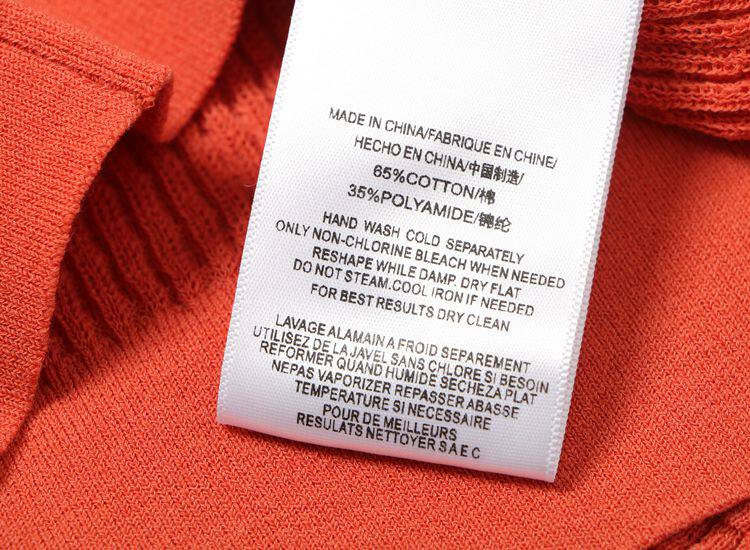 MADE IN CHINA/FABRIQUE EN CHINE/
HECHO EN CHINA/中国制造/
65%COTTON/棉
35%POLYAMIDE/锦纶
HAND WASH COLD SEPARATELY
ONLY NON-CHLORINE BLEACH WHEN NEEDED
RESHAPE WHILE DAMP. DRY FLAT
DO NOT STEAM.COOL IRON IF NEEDED
FOR BEST RESULTS DRY CLEAN
LAVAGE ALAMAIN A FROID SEPAREMENT
UTILISEZ DE LA JAVEL SANS CHLORE SI BESOIN
REFORMER QUAND HUMIDE SECHEZA PLAT
NEPAS VAPORIZER REPASSER ABASSE
TEMPERATURE SI NECESSAIRE
POUR DE MEILLEURS
RESULATS NETTOYER S A E C